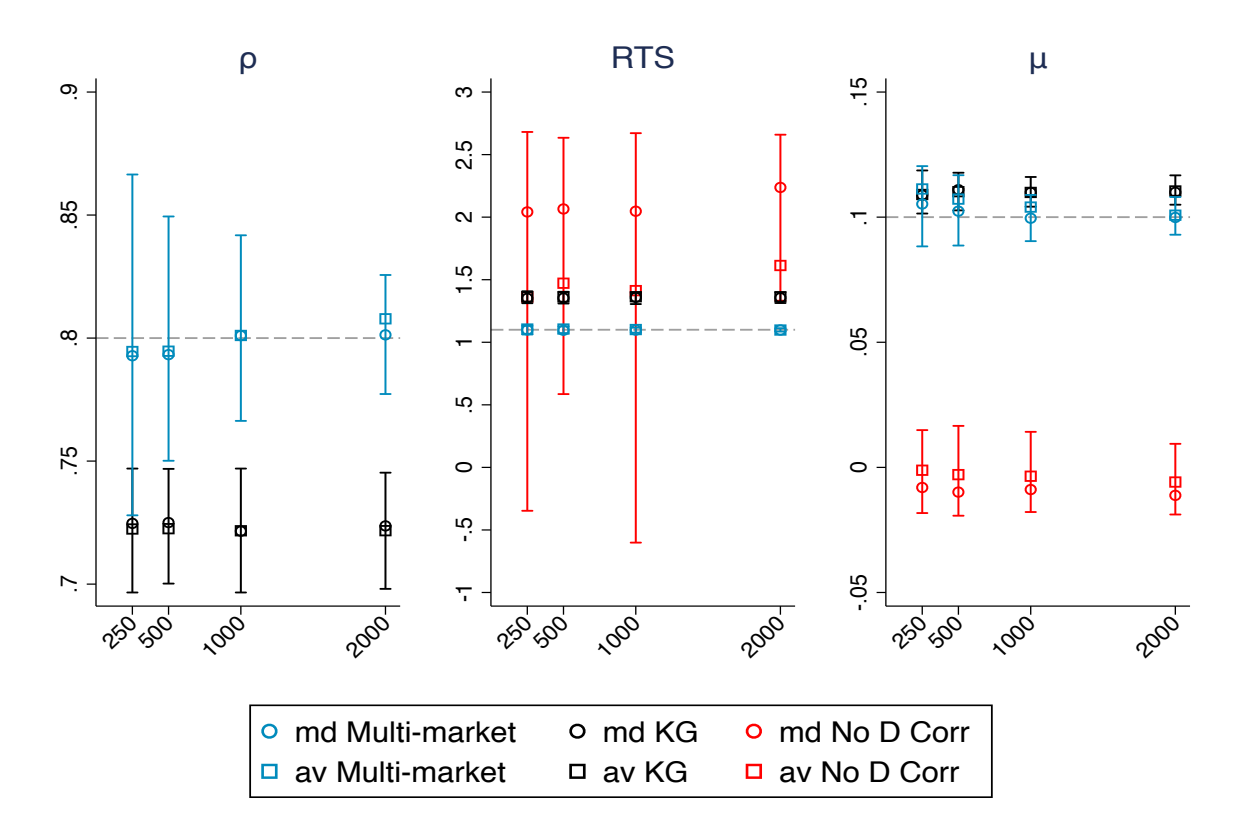 ρ RTS μ
.9 .85 .8 .75 .7
250 500 1000 2000
3 2.5 2 1.5 1 .5 0 -.5 -1
250 500 1000 2000
.15 .1 .05 0 -.05
250 500 1000 2000
md Multi-market md KG md No D Corr
av Multi-market av KG av No D Corr